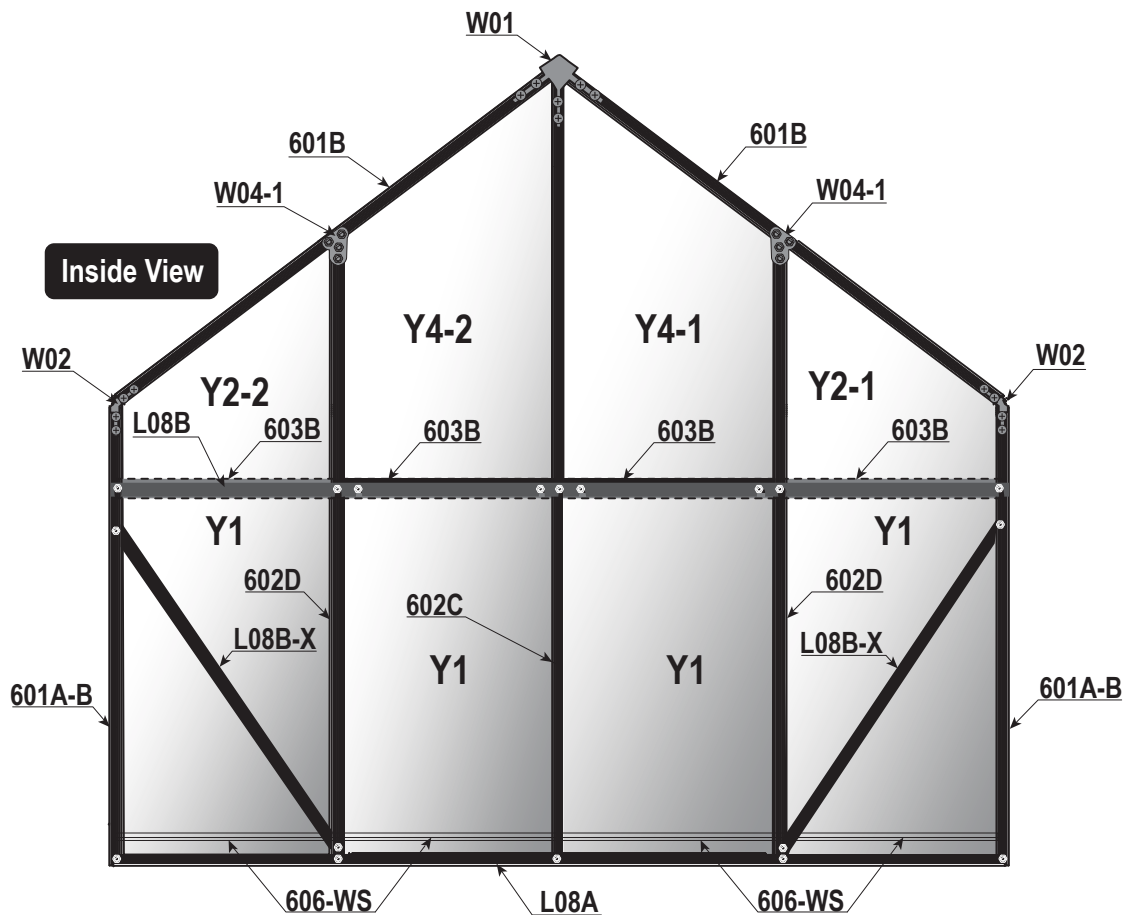 W01
601B
601B
W04-1
W04-1
Inside View
Y4-2
Y4-1
W02
W02
Y2-2
Y2-1
L08B
603B
603B
603B
603B
Y1
Y1
602D
602C
602D
L08B-X
L08B-X
Y1
Y1
601A-B
601A-B
606-WS
L08A
606-WS